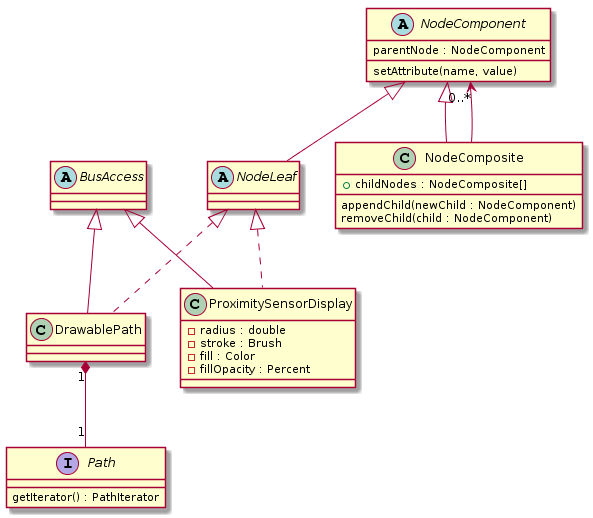 A NodeComponent
parentNode : NodeComponent
setAttribute(name, value)
0..*
C NodeComposite
childNodes : NodeComposite[]
appendChild(newChild : NodeComponent)
removeChild(child : NodeComponent)
A BusAccess
A NodeLeaf
C DrawablePath
C ProximitySensorDisplay
radius : double
stroke : Brush
fill : Color
fillOpacity : Percent
1
1
I Path
getIterator() : PathIterator